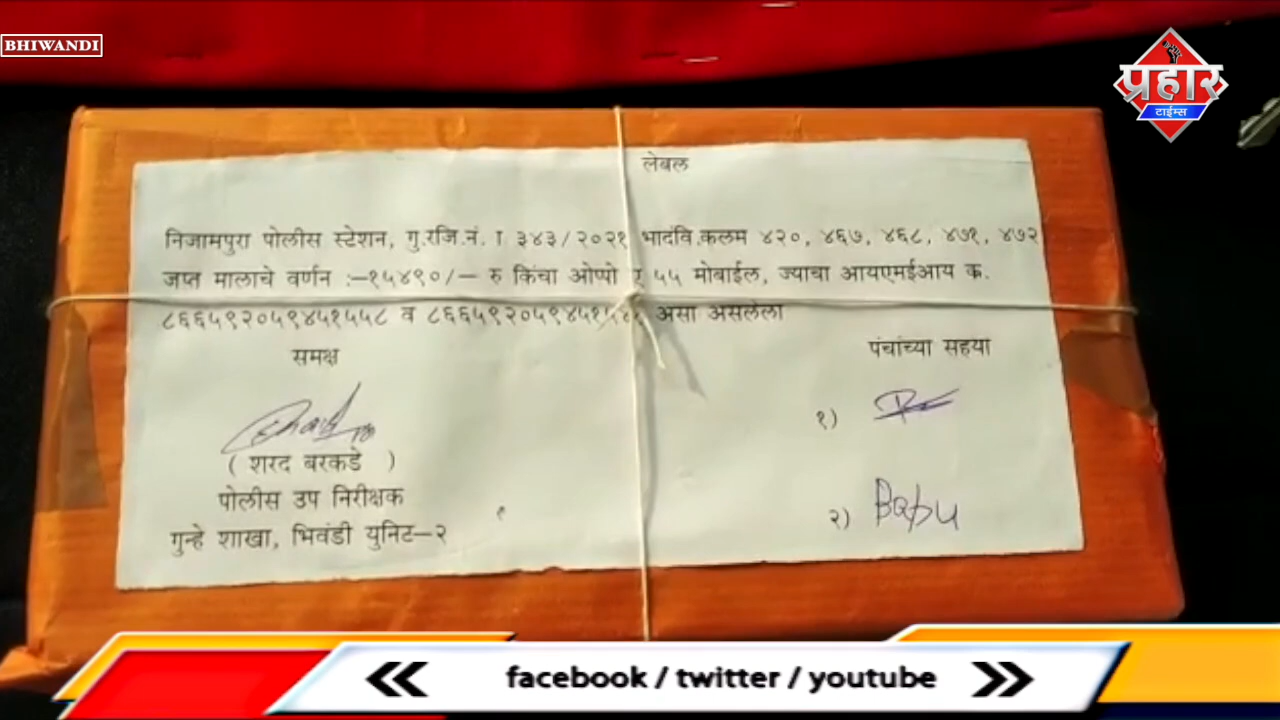 BHIWANDI
प्रहार
टाईम्स
लेबल
निजामपुरा पोलीस स्टेशन, गु.रजि.नं. I ३४३/२०२१ भादंवि.कलम ४२०, ४६७, ४६८, ४७१, ४७२
जप्त मालाचे वर्णन :–१५४९०/– रु किंचा ओप्पो ए ५५ मोबाईल, ज्याचा आयएमईआय क.
८६६५९२०५९४५१५५८ व असा असलेला
समक्ष
पंचांच्या सहया
१)
( शरद बरकडे )
पोलीस उप निरीक्षक
२) Babu
गुन्हे शाखा, भिवंडी युनिट–२
facebook / twitter / youtube